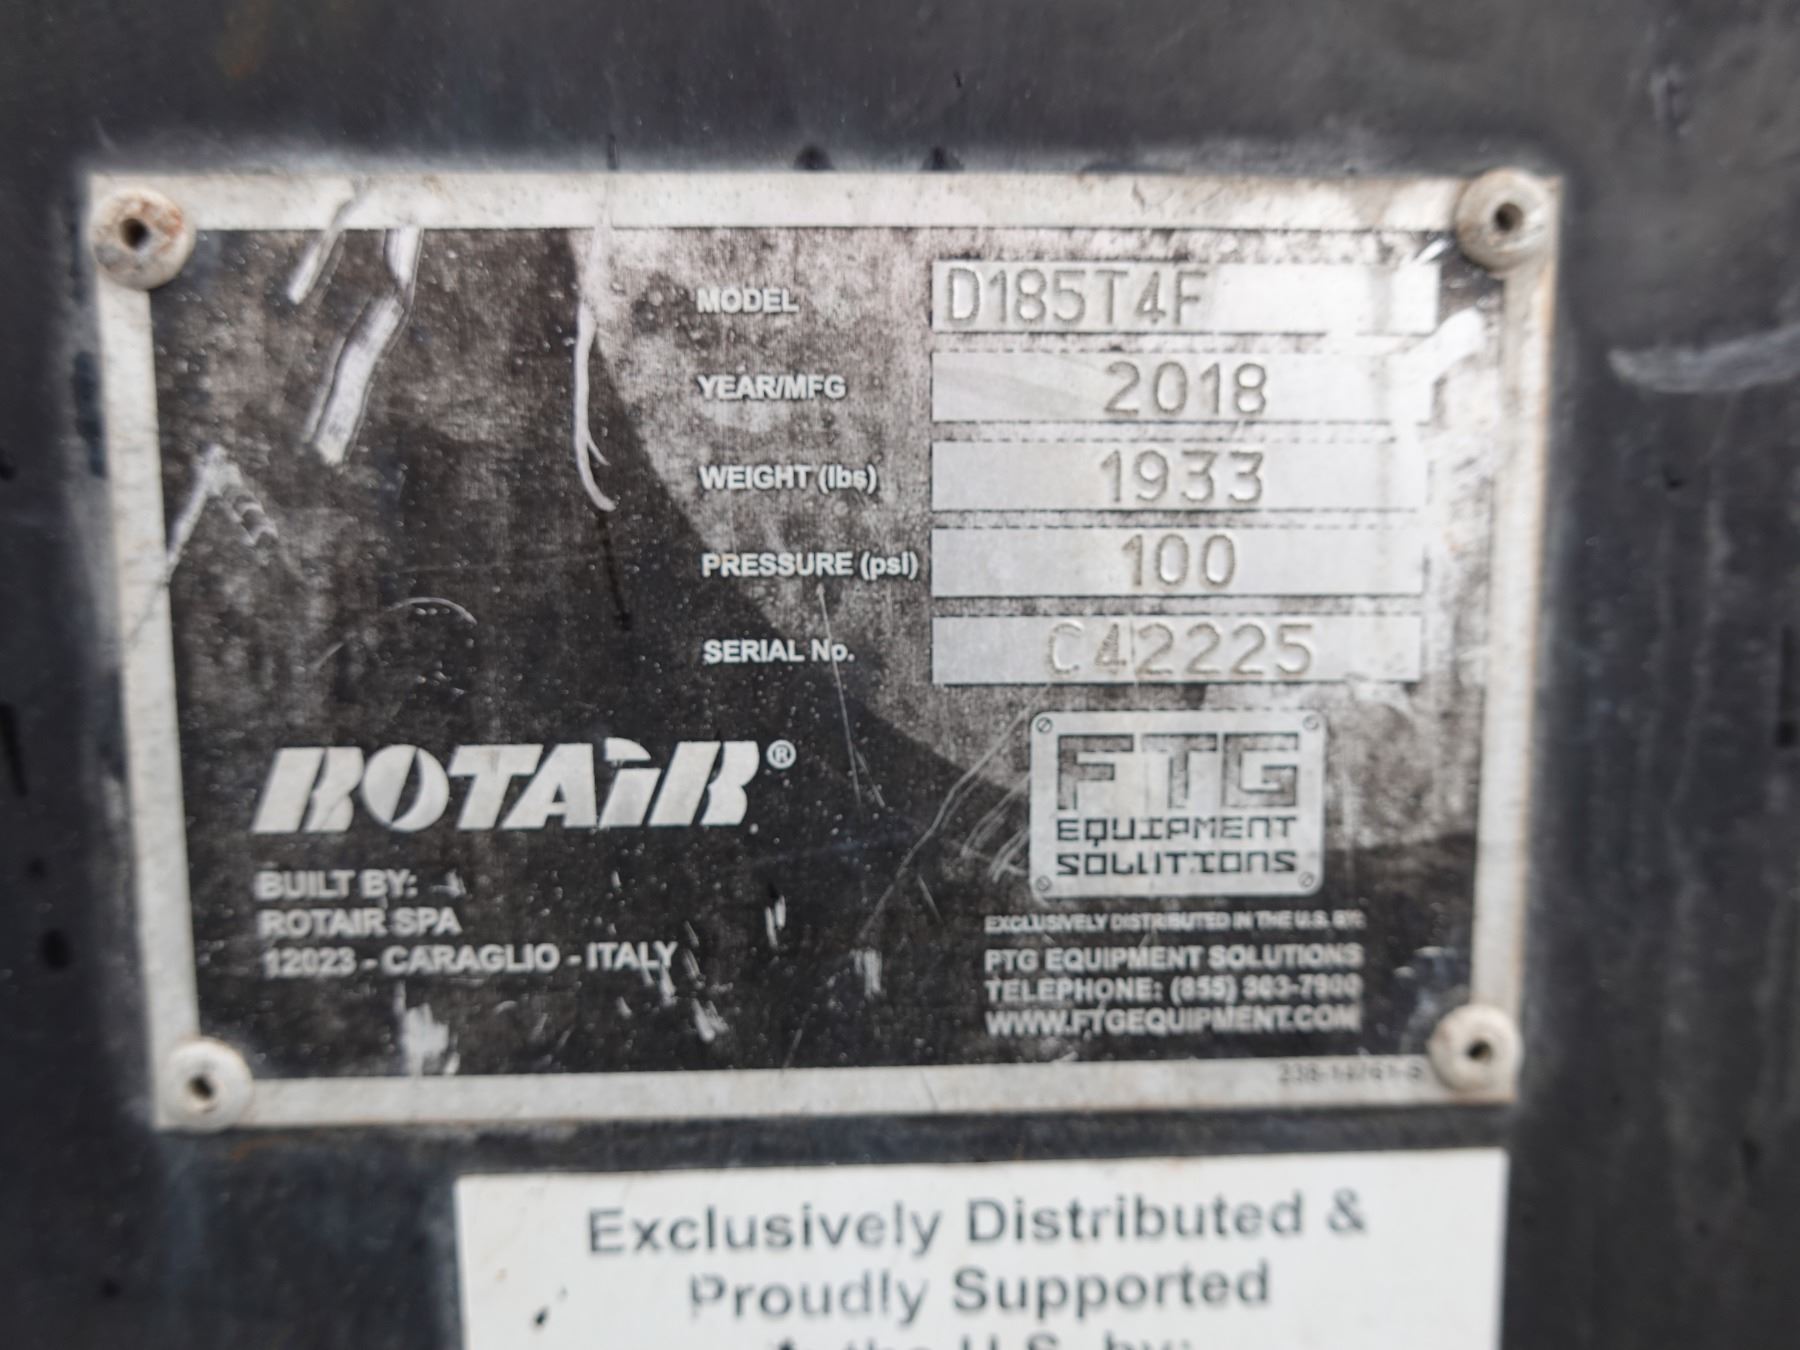 MODEL D185T4F
YEAR/MFG 2018
WEIGHT (lbs) 1933
PRESSURE (psi) 100
SERIAL No. C42225
ROTAIR®
BUILT BY:
ROTAIR SPA
12023 - CARAGLIO - ITALY
FTG
EQUIPMENT
SOLUTIONS
EXCLUSIVELY DISTRIBUTED IN THE U.S. BY:
FTG EQUIPMENT SOLUTIONS
TELEPHONE: (855) 303-7900
WWW.FTGEQUIPMENT.COM
Exclusively Distributed &
Proudly Supported
the U.S. by: